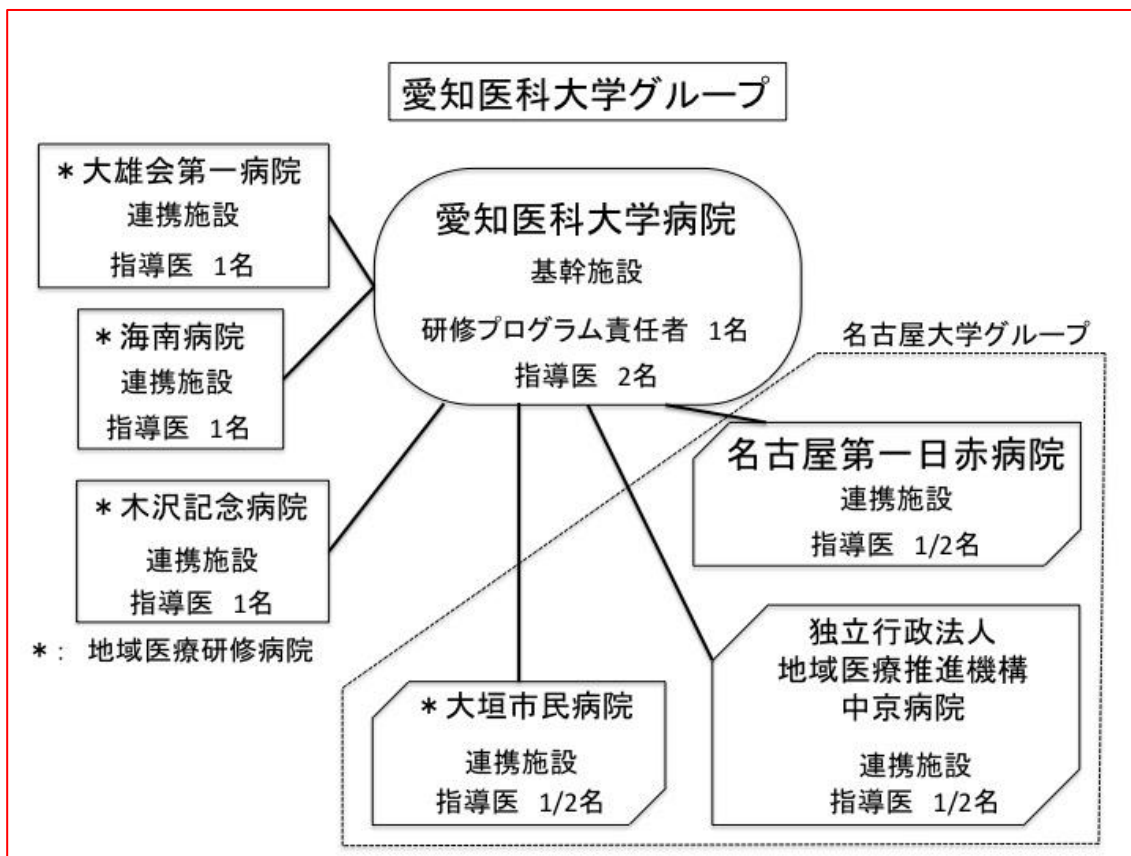 愛知医科大学グループ
＊大雄会第一病院
連携施設
指導医 1名
＊海南病院
連携施設
指導医 1名
＊木沢記念病院
連携施設
指導医 1名
＊： 地域医療研修病院
愛知医科大学病院
基幹施設
研修プログラム責任者 1名
指導医 2名
名古屋大学グループ
名古屋第一日赤病院
連携施設
指導医 1/2名
独立行政法人
地域医療推進機構
中京病院
連携施設
指導医 1/2名
＊大垣市民病院
連携施設
指導医 1/2名